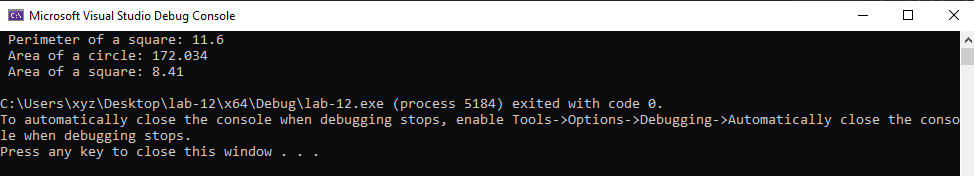 Microsoft Visual Studio Debug Console
Perimeter of a square: 11.6
Area of a circle: 172.034
Area of a square: 8.41
C:\Users\xyz\Desktop\lab-12\x64\Debug\lab-12.exe (process 5184) exited with code 0.
To automatically close the console when debugging stops, enable Tools->Options->Debugging->Automatically close the conso
le when debugging stops.
Press any key to close this window . . .